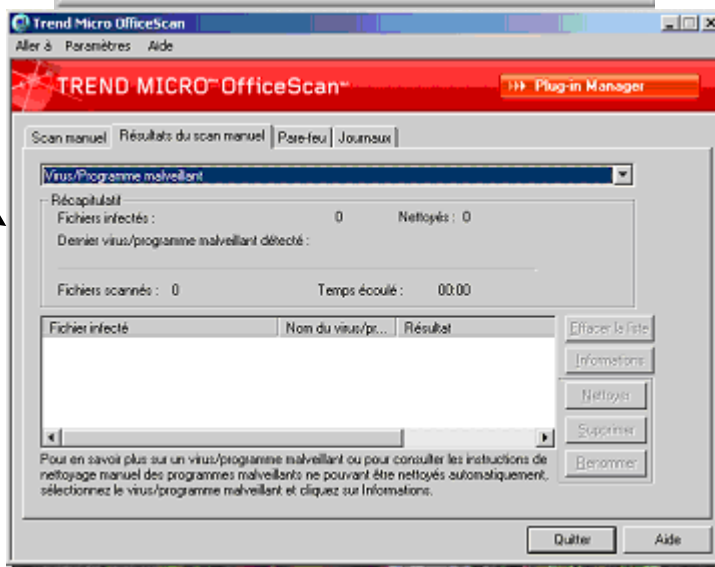 Trend Micro OfficeScan
Aller à Paramètres Aide
TREND MICRO™ OfficeScan™
Plug-in Manager
Scan manuel Résultats du scan manuel Pare-feu Journaux
Virus/Programme malveillant
Récapitulatif
Fichiers infectés : 0 Nettoyés : 0
Dernier virus/programme malveillant détecté :
Fichiers scannés : 0 Temps écoulé : 00:00
Fichier infecté Nom du virus/pr... Résultat
Effacer la liste
Informations
Nettoyer
Supprimer
Renommer
Pour en savoir plus sur un virus/programme malveillant ou pour consulter les instructions de
nettoyage manuel des programmes malveillants ne pouvant être nettoyés automatiquement,
sélectionnez le virus/programme malveillant et cliquez sur Informations.
Quitter Aide